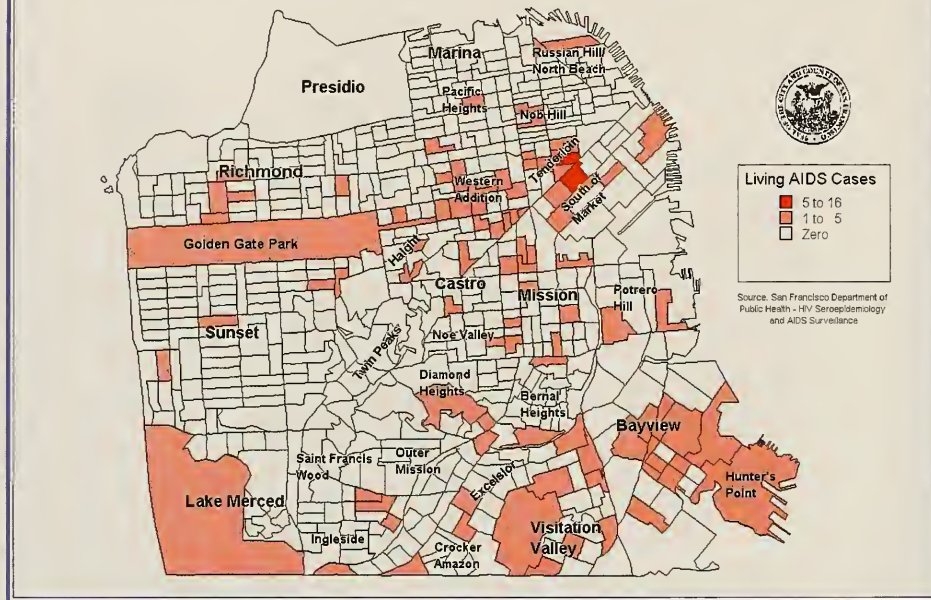 Marina
Russian Hill/
North Beach
Presidio
Pacific
Heights
Nob Hill
Tenderloin
Richmond
Western
Addition
South of
Market
Golden Gate Park
Haight
Castro
Mission
Potrero
Hill
Sunset
Twin Peaks
Noe Valley
Diamond
Heights
Bernal
Heights
Bayview
Saint Francis
Wood
Outer
Mission
Excelsior
Hunter's
Point
Lake Merced
Ingleside
Crocker
Amazon
Visitation
Valley
Living AIDS Cases
5 to 16
1 to 5
Zero
Source. San Francisco Department of
Public Health - HIV Seroepidemiology
and AIDS Surveillance